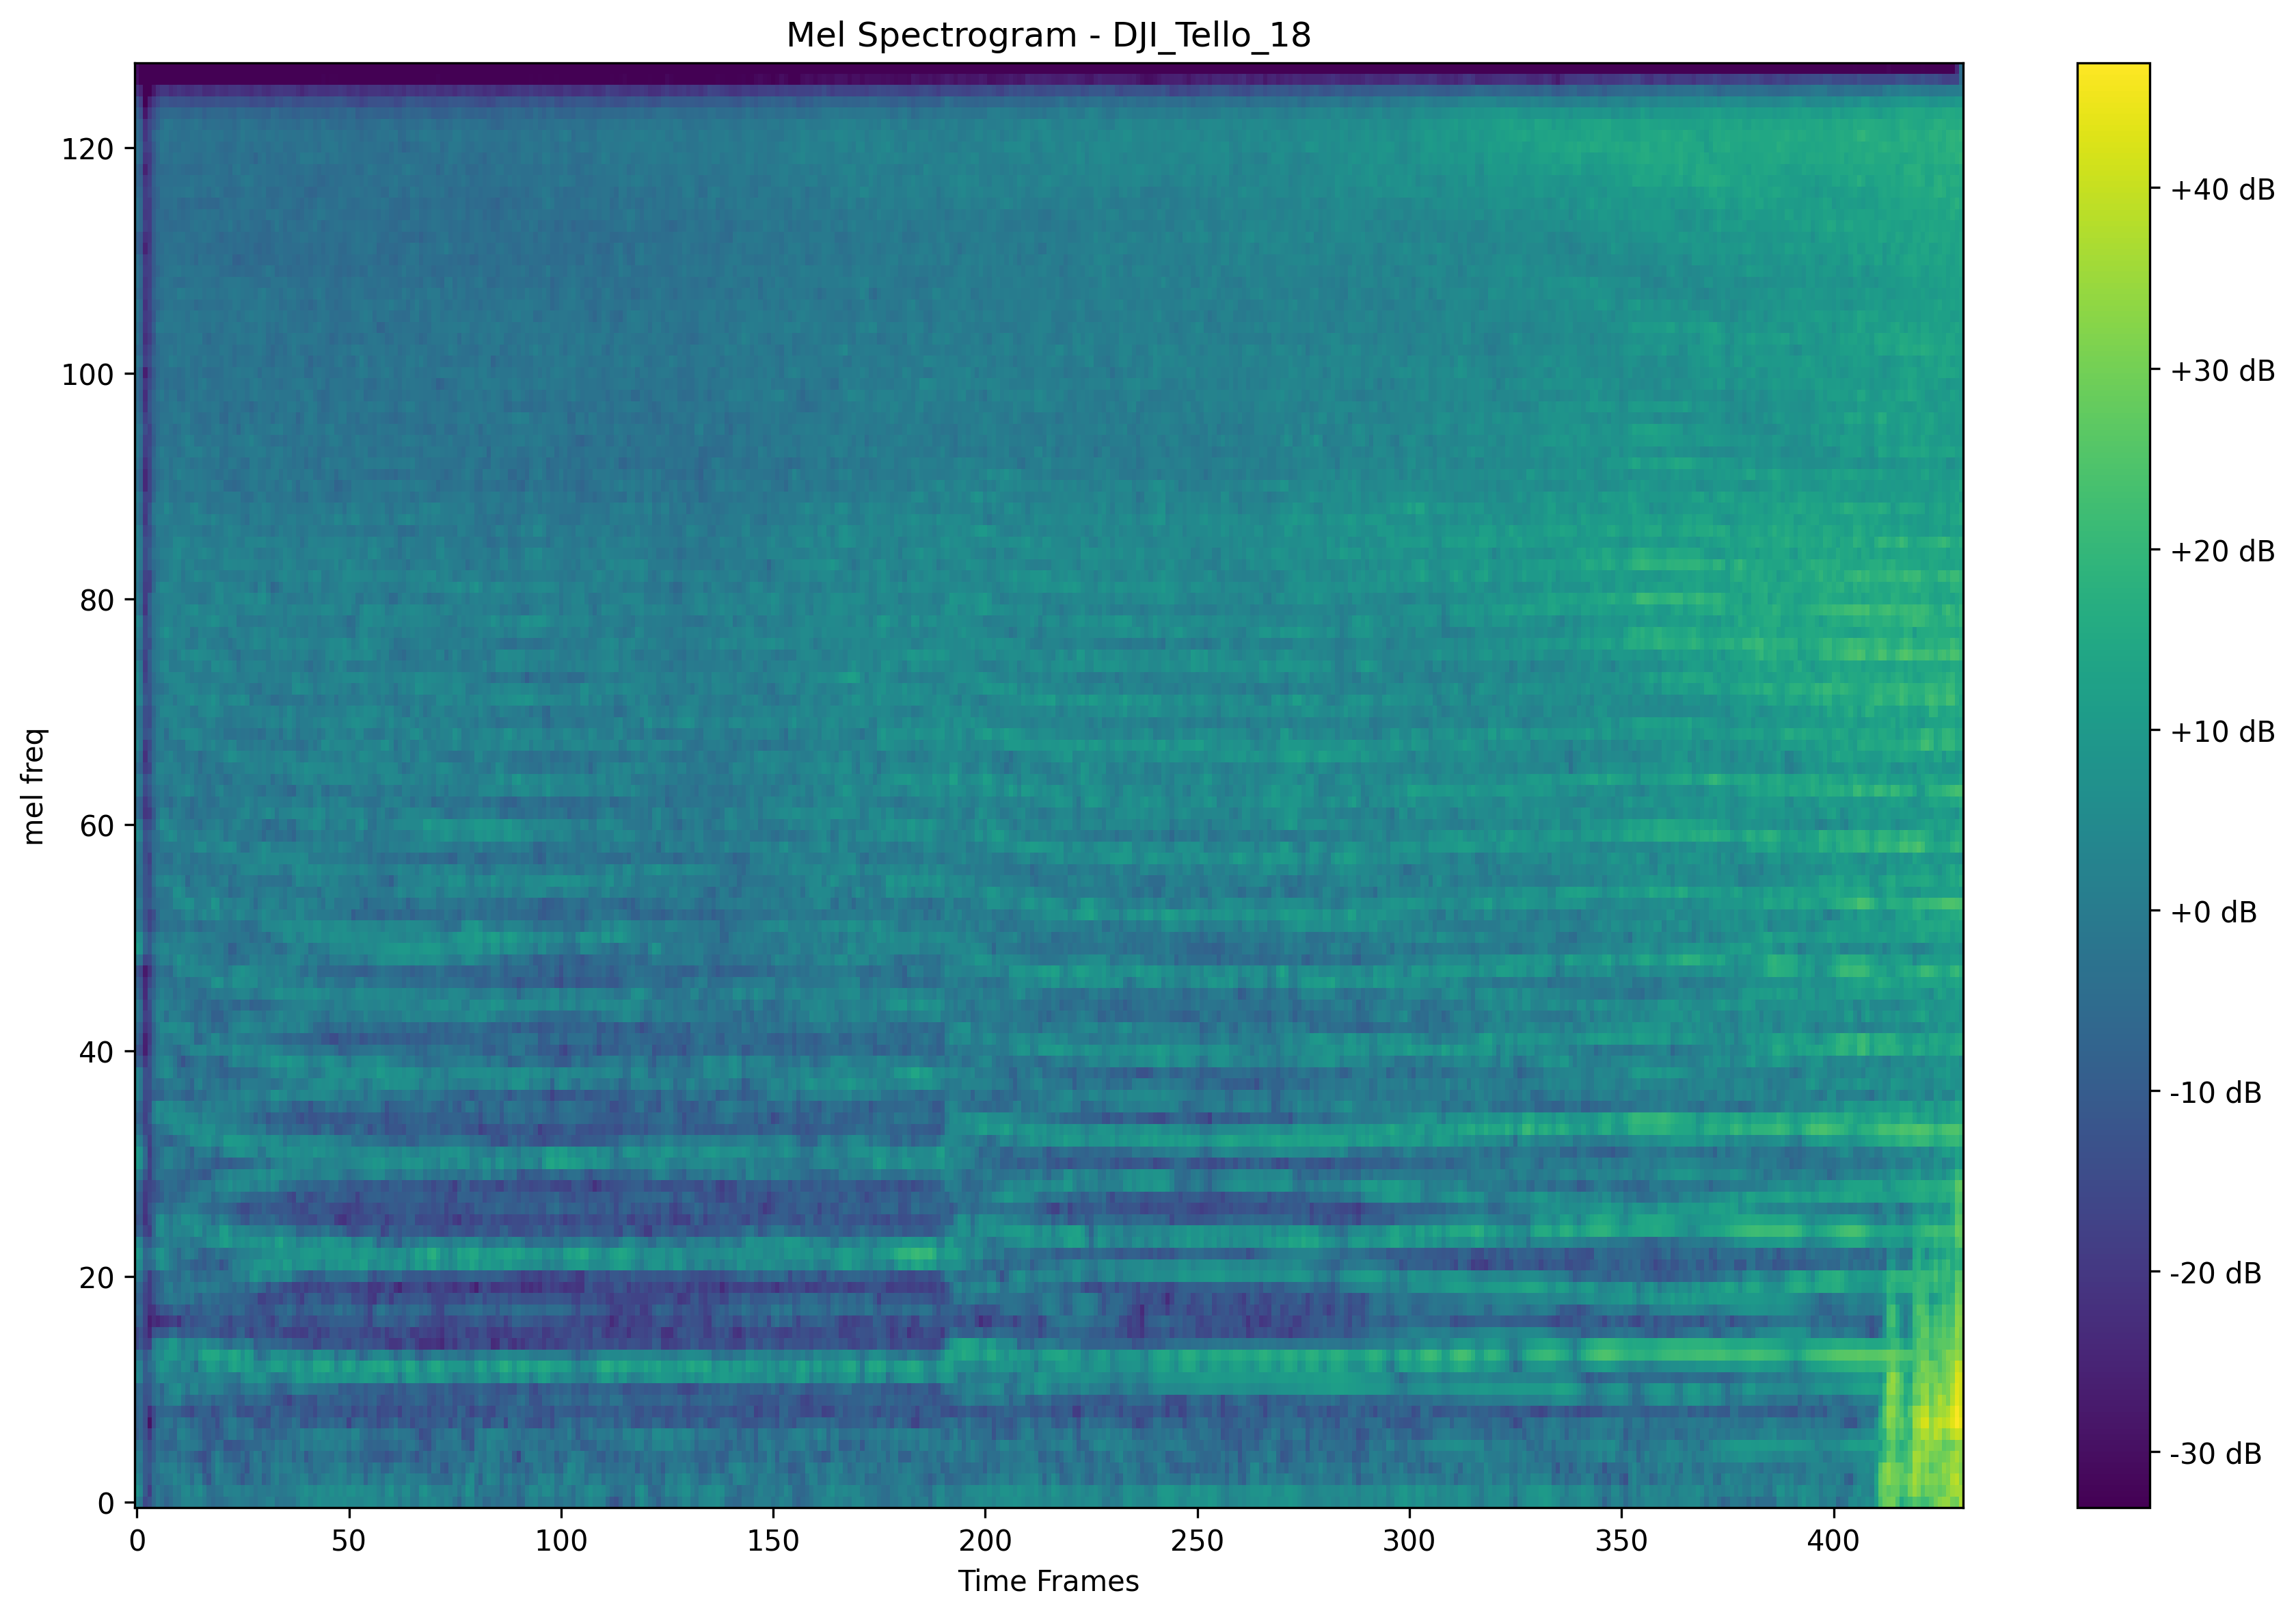 Mel Spectrogram - DJI_Tello_18
mel freq
120
100
80
60
40
20
0
0 50 100 150 200 250 300 350 400
Time Frames
+40 dB
+30 dB
+20 dB
+10 dB
+0 dB
-10 dB
-20 dB
-30 dB